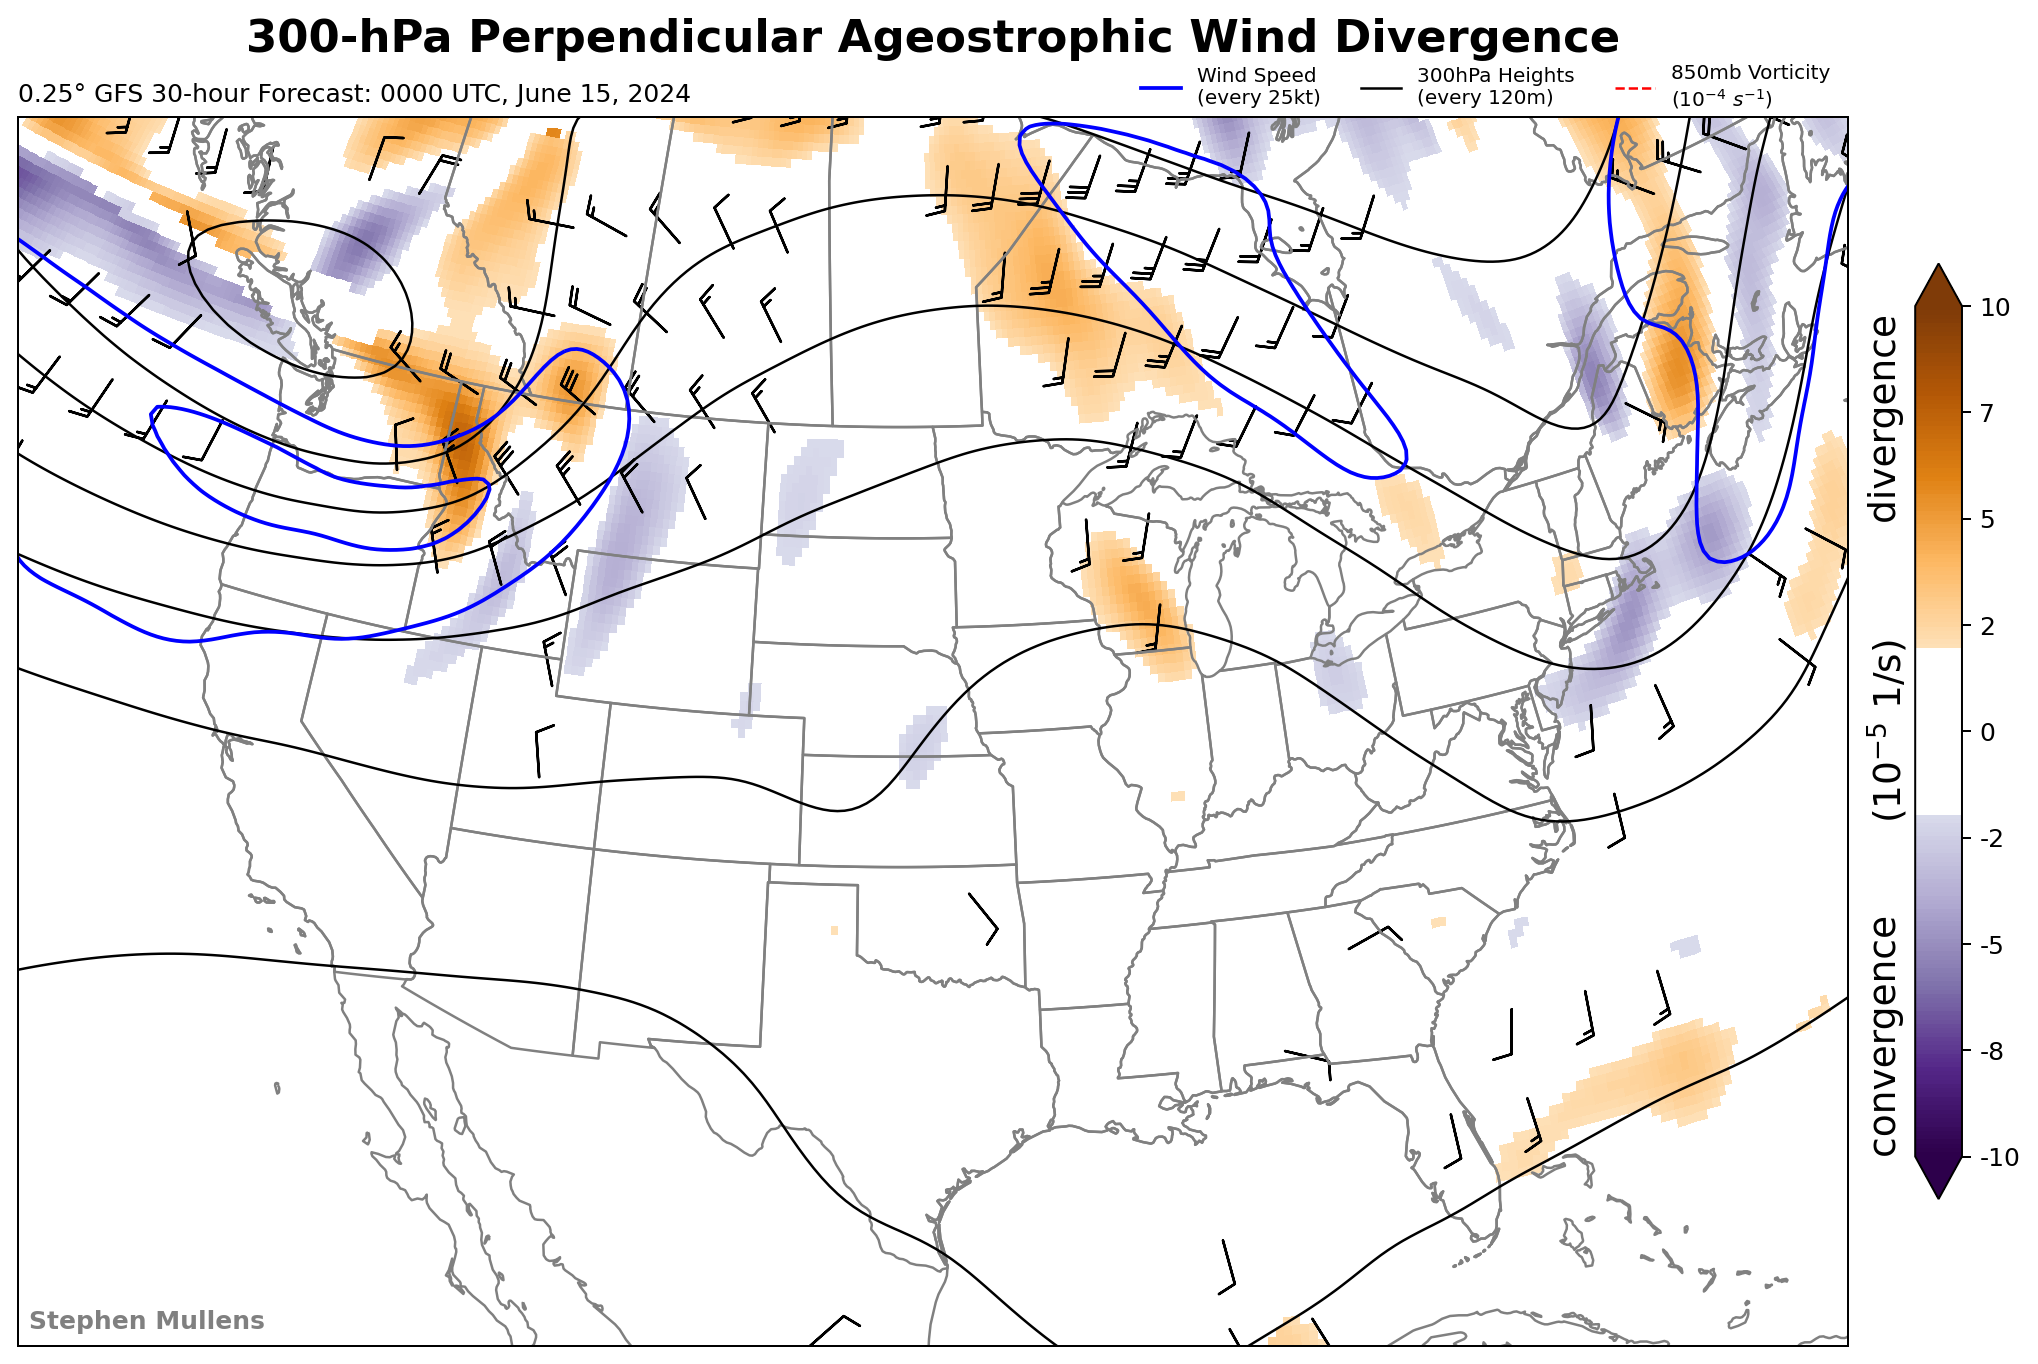 300-hPa Perpendicular Ageostrophic Wind Divergence
0.25° GFS 30-hour Forecast: 0000 UTC, June 15, 2024
Wind Speed
(every 25kt)
300hPa Heights
(every 120m)
850mb Vorticity
(10⁻⁴ s⁻¹)
10
7
5
2
0
-2
-5
-8
-10
convergence (10⁻⁵ 1/s) divergence
Stephen Mullens